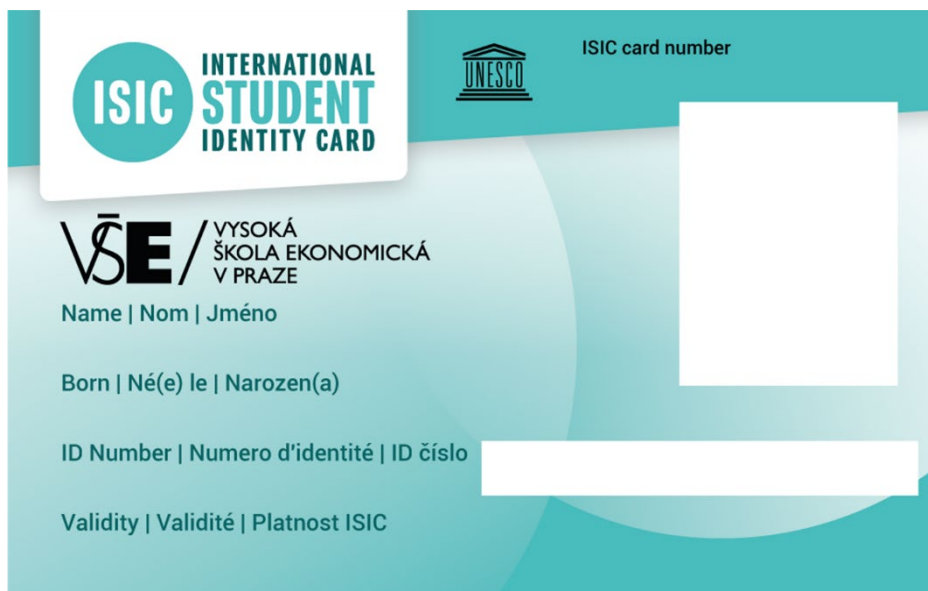 ISIC
INTERNATIONAL
STUDENT
IDENTITY CARD
UNESCO
ISIC card number
VŠE
VYSOKÁ
ŠKOLA EKONOMICKÁ
V PRAZE
Name | Nom | Jméno
Born | Né(e) le | Narozen(a)
ID Number | Numero d'identité | ID číslo
Validity | Validité | Platnost ISIC